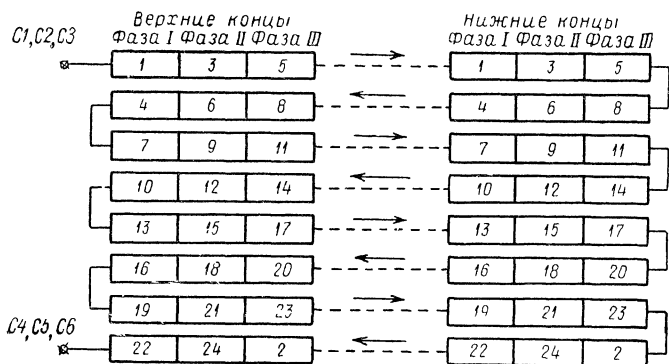 Верхние концы Нижние концы
С1,С2,С3 Фаза I Фаза II Фаза III Фаза I Фаза II Фаза III
1 3 5 1 3 5
4 6 8 4 6 8
7 9 11 7 9 11
10 12 14 10 12 14
13 15 17 13 15 17
16 18 20 16 18 20
19 21 23 19 21 23
С4,С5,С6
22 24 2 22 24 2